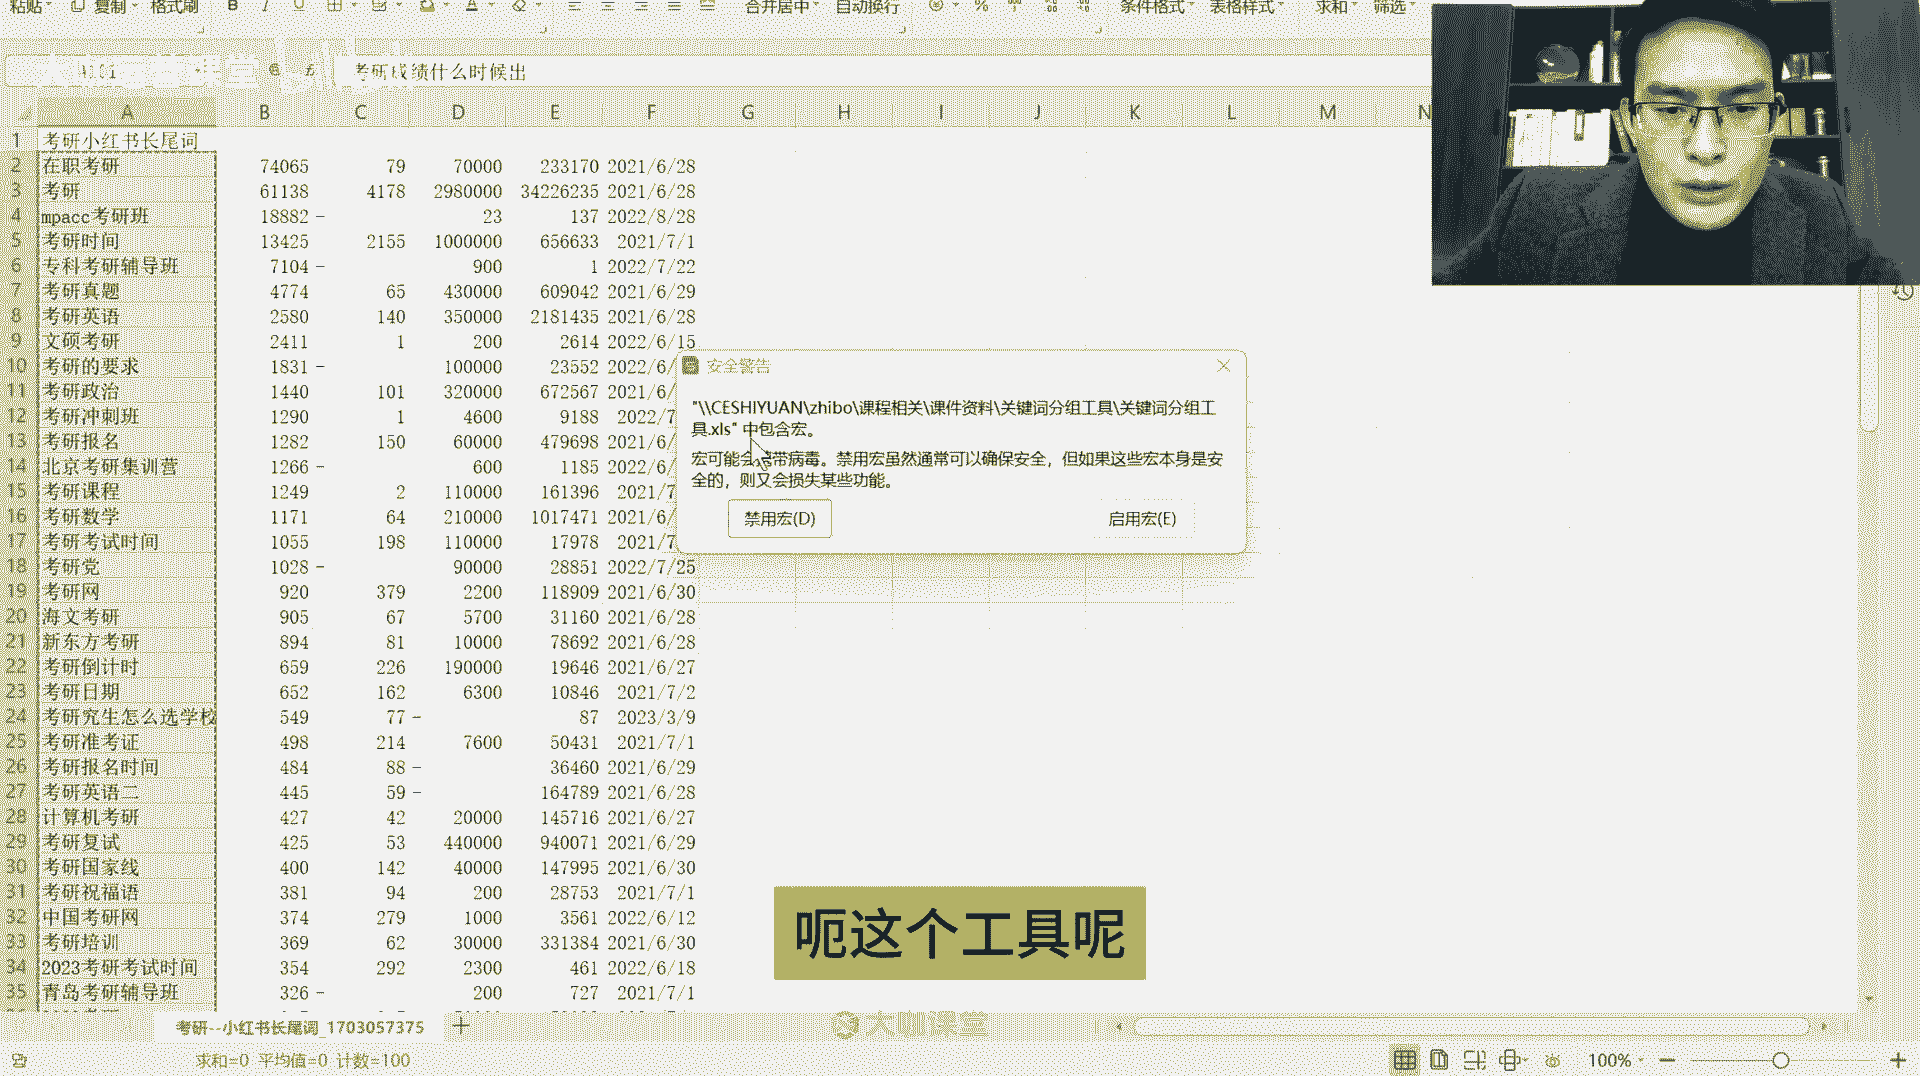 粘贴 复制 格式刷 B I U A 合并居中 自动换行 % 条件格式 表格样式 求和 筛选
考研成绩什么时候出
A B C D E F G H I J K L M N
1 考研小红书长尾词
2 在职考研 74065 79 70000 233170 2021/6/28
3 考研 61138 4178 2980000 34226235 2021/6/28
4 mpacc考研班 18882 – 23 137 2022/8/28
5 考研时间 13425 2155 1000000 656633 2021/7/1
6 专科考研辅导班 7104 – 900 1 2022/7/22
7 考研真题 4774 65 430000 609042 2021/6/29
8 考研英语 2580 140 350000 2181435 2021/6/28
9 文硕考研 2411 1 200 2614 2022/6/15
10 考研的要求 1831 – 100000 23552 2022/6/
11 考研政治 1440 101 320000 672567 2021/6/
12 考研冲刺班 1290 1 4600 9188 2022/7
13 考研报名 1282 150 60000 479698 2021/6/
14 北京考研集训营 1266 – 600 1185 2022/6/
15 考研课程 1249 2 110000 161396 2021/7
16 考研数学 1171 64 210000 1017471 2021/6/
17 考研考试时间 1055 198 110000 17978 2021/7
18 考研党 1028 – 90000 28851 2022/7/25
19 考研网 920 379 2200 118909 2021/6/30
20 海文考研 905 67 5700 31160 2021/6/28
21 新东方考研 894 81 10000 78692 2021/6/28
22 考研倒计时 659 226 190000 19646 2021/6/27
23 考研日期 652 162 6300 10846 2021/7/2
24 考研究生怎么选学校 549 77 – 87 2023/3/9
25 考研准考证 498 214 7600 50431 2021/7/1
26 考研报名时间 484 88 – 36460 2021/6/29
27 考研英语二 445 59 – 164789 2021/6/28
28 计算机考研 427 42 20000 145716 2021/6/27
29 考研复试 425 53 440000 940071 2021/6/29
30 考研国家线 400 142 40000 147995 2021/6/30
31 考研祝福语 381 94 200 28753 2021/7/1
32 中国考研网 374 279 1000 3561 2022/6/12
33 考研培训 369 62 30000 331384 2021/6/30
34 2023考研考试时间 354 292 2300 461 2022/6/18
35 青岛考研辅导班 326 – 200 727 2021/7/1
安全警告
"\\CESHIYUAN\zhibo\课程相关\课件资料\关键词分组工具\关键词分组工
具.xls" 中包含宏。
宏可能会携带病毒。禁用宏虽然通常可以确保安全，但如果这些宏本身是安
全的，则又会损失某些功能。
禁用宏(D) 启用宏(E)
呃这个工具呢
考研--小红书长尾词_1703057375
大咖课堂
求和=0 平均值=0 计数=100 100%